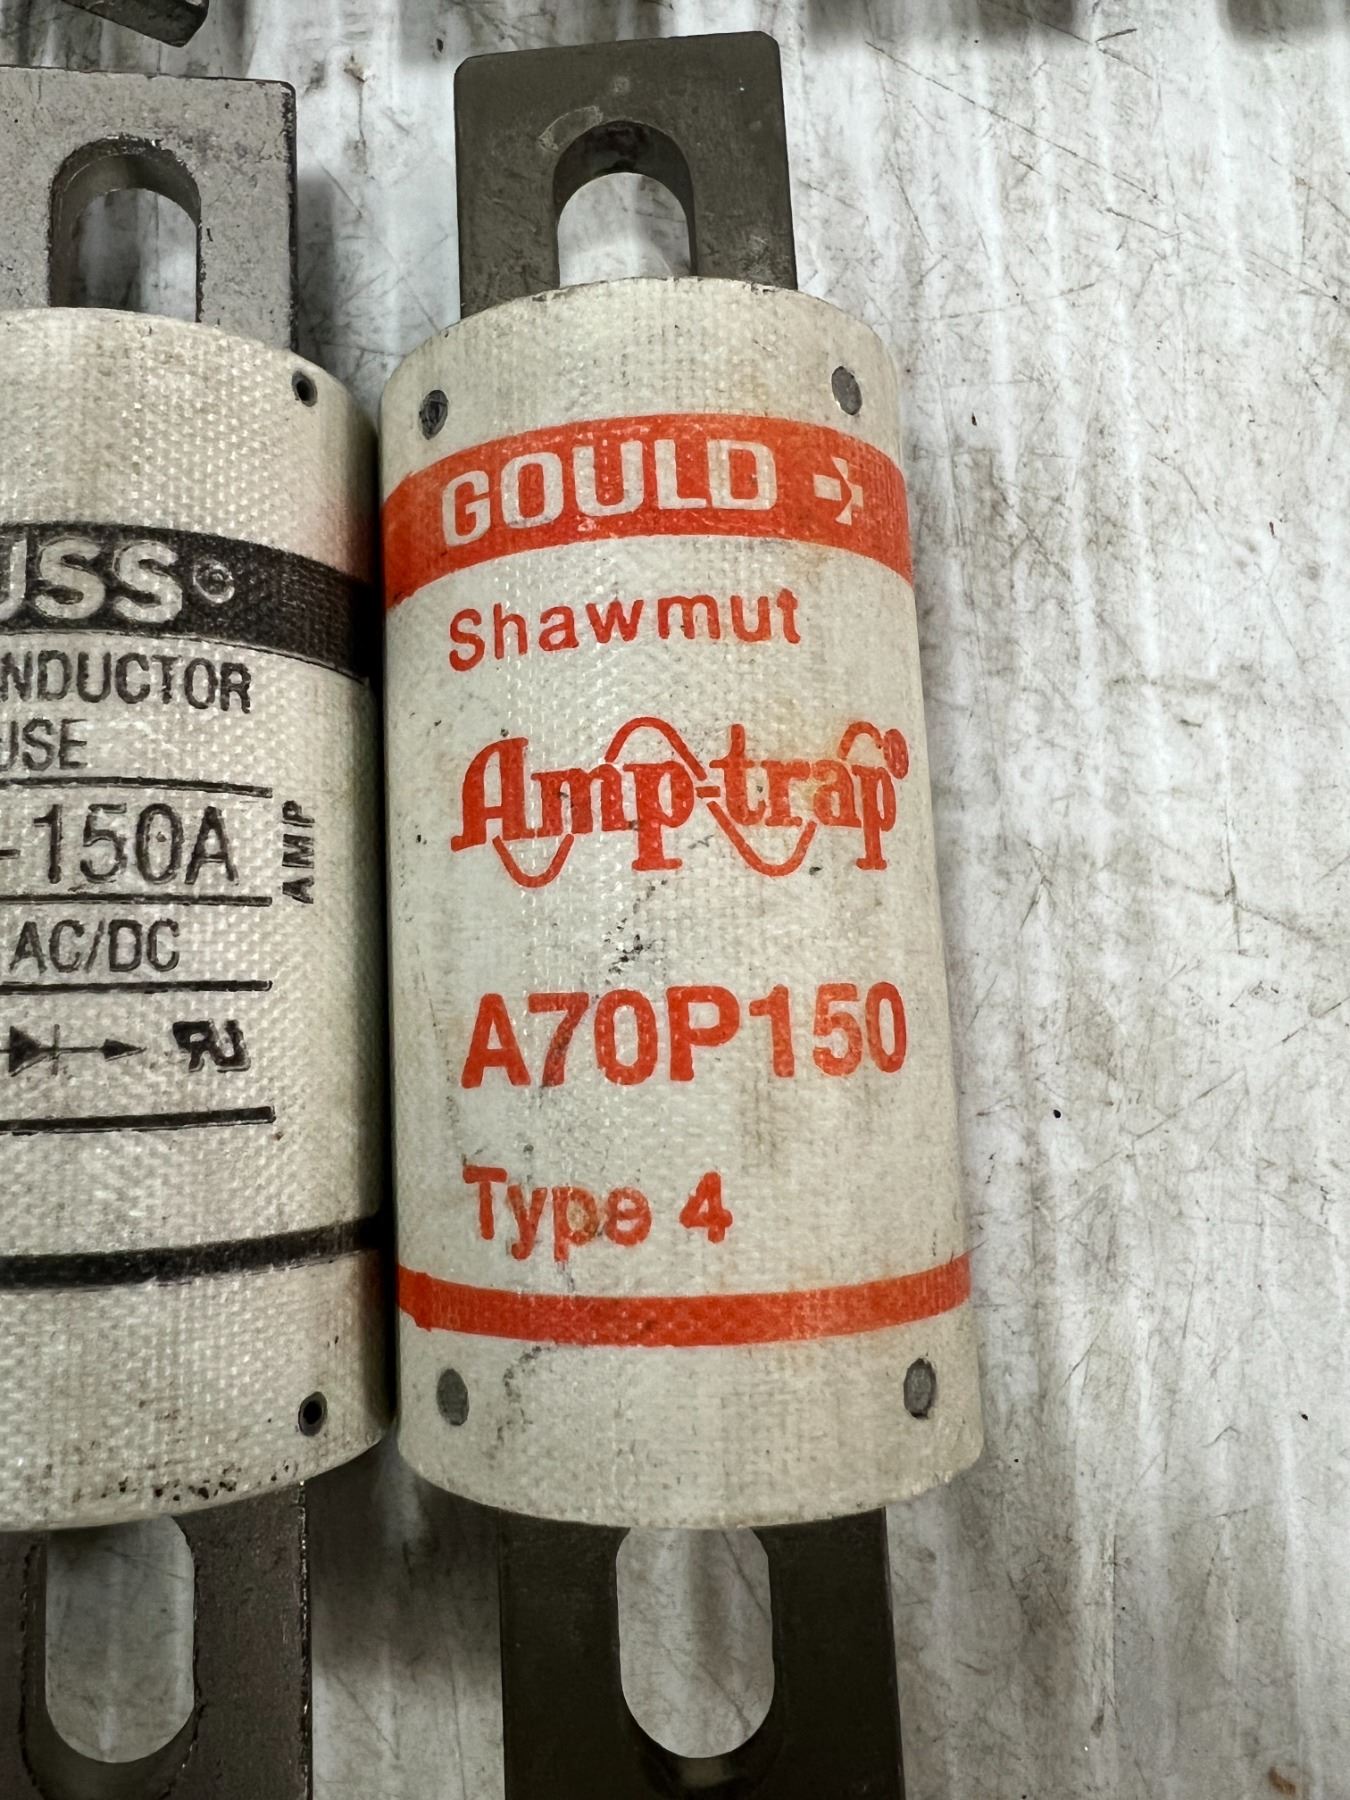 USS®
NDUCTOR
USE
-150A
AMP
AC/DC
GOULD
Shawmut
Amp-trap®
A70P150
Type 4